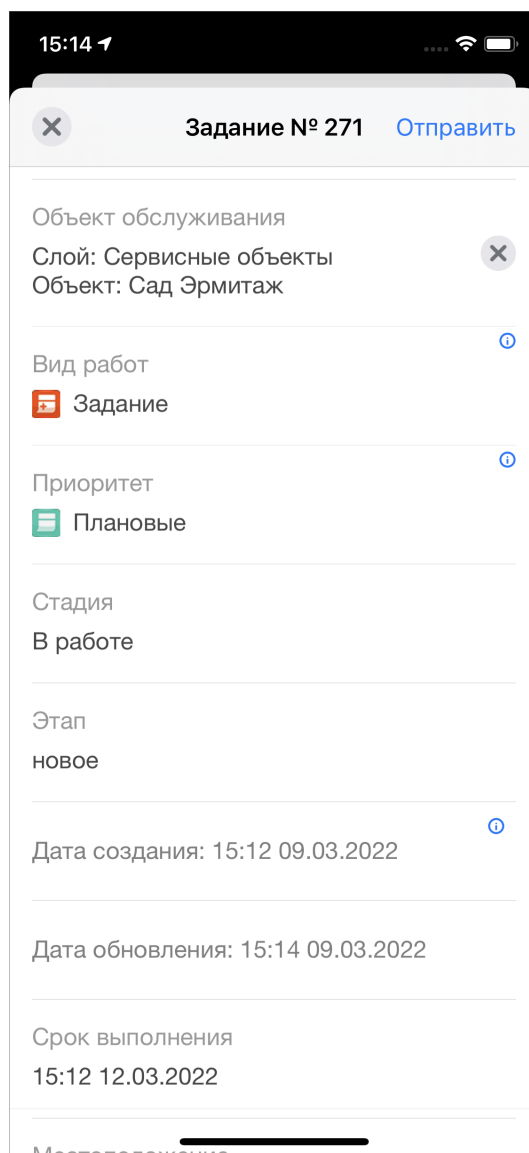 15:14
Задание № 271
Отправить
Объект обслуживания
Слой: Сервисные объекты
Объект: Сад Эрмитаж
Вид работ
Задание
Приоритет
Плановые
Стадия
В работе
Этап
новое
Дата создания: 15:12 09.03.2022
Дата обновления: 15:14 09.03.2022
Срок выполнения
15:12 12.03.2022